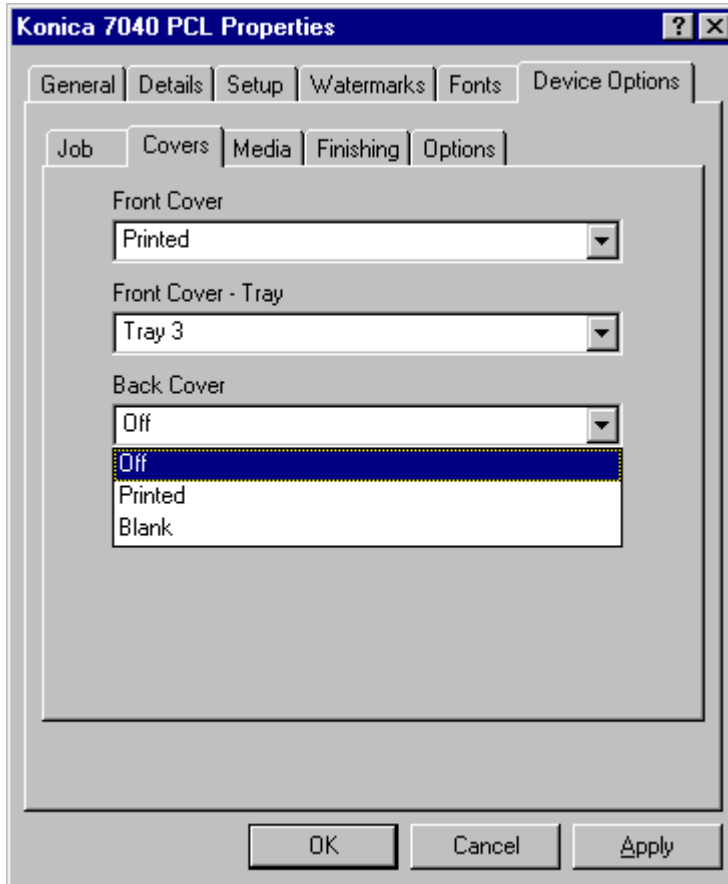 Konica 7040 PCL Properties ? X
General Details Setup Watermarks Fonts Device Options
Job Covers Media Finishing Options
Front Cover
Printed
Front Cover - Tray
Tray 3
Back Cover
Off
Off
Printed
Blank
OK Cancel Apply